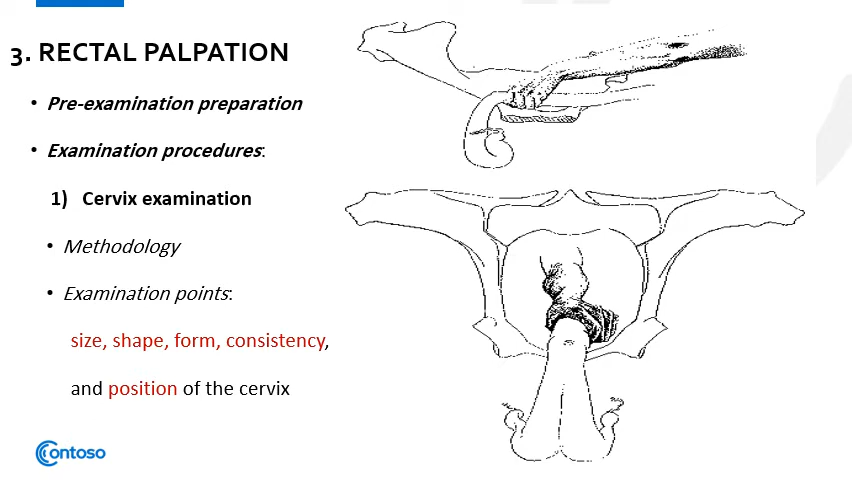 3. RECTAL PALPATION
• Pre-examination preparation
• Examination procedures:
1) Cervix examination
• Methodology
• Examination points:
size, shape, form, consistency,
and position of the cervix
Contoso